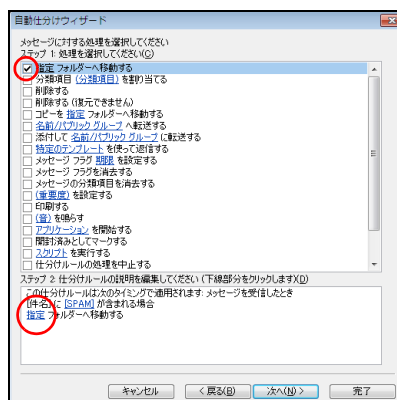 自動仕分けウィザード
メッセージに対する処理を選択してください
ステップ 1: 処理を選択してください(C)
指定 フォルダーへ移動する
分類項目 (分類項目) を割り当てる
削除する
削除する (復元できません)
コピーを 指定 フォルダーへ移動する
名前/パブリック グループ へ転送する
添付して 名前/パブリック グループ に転送する
特定のテンプレート を使って返信する
メッセージ フラグ 期限 を設定する
メッセージ フラグを消去する
メッセージの分類項目を消去する
(重要度) を設定する
印刷する
(音) を鳴らす
アプリケーション を開始する
開封済みとしてマークする
スクリプト を実行する
仕分けルールの処理を中止する
ステップ 2: 仕分けルールの説明を編集してください (下線部分をクリックします)(D)
この仕分けルールは次のタイミングで適用されます: メッセージを受信したとき
[件名] に [SPAM] が含まれる場合
指定 フォルダーへ移動する
キャンセル < 戻る(B) 次へ(N) > 完了